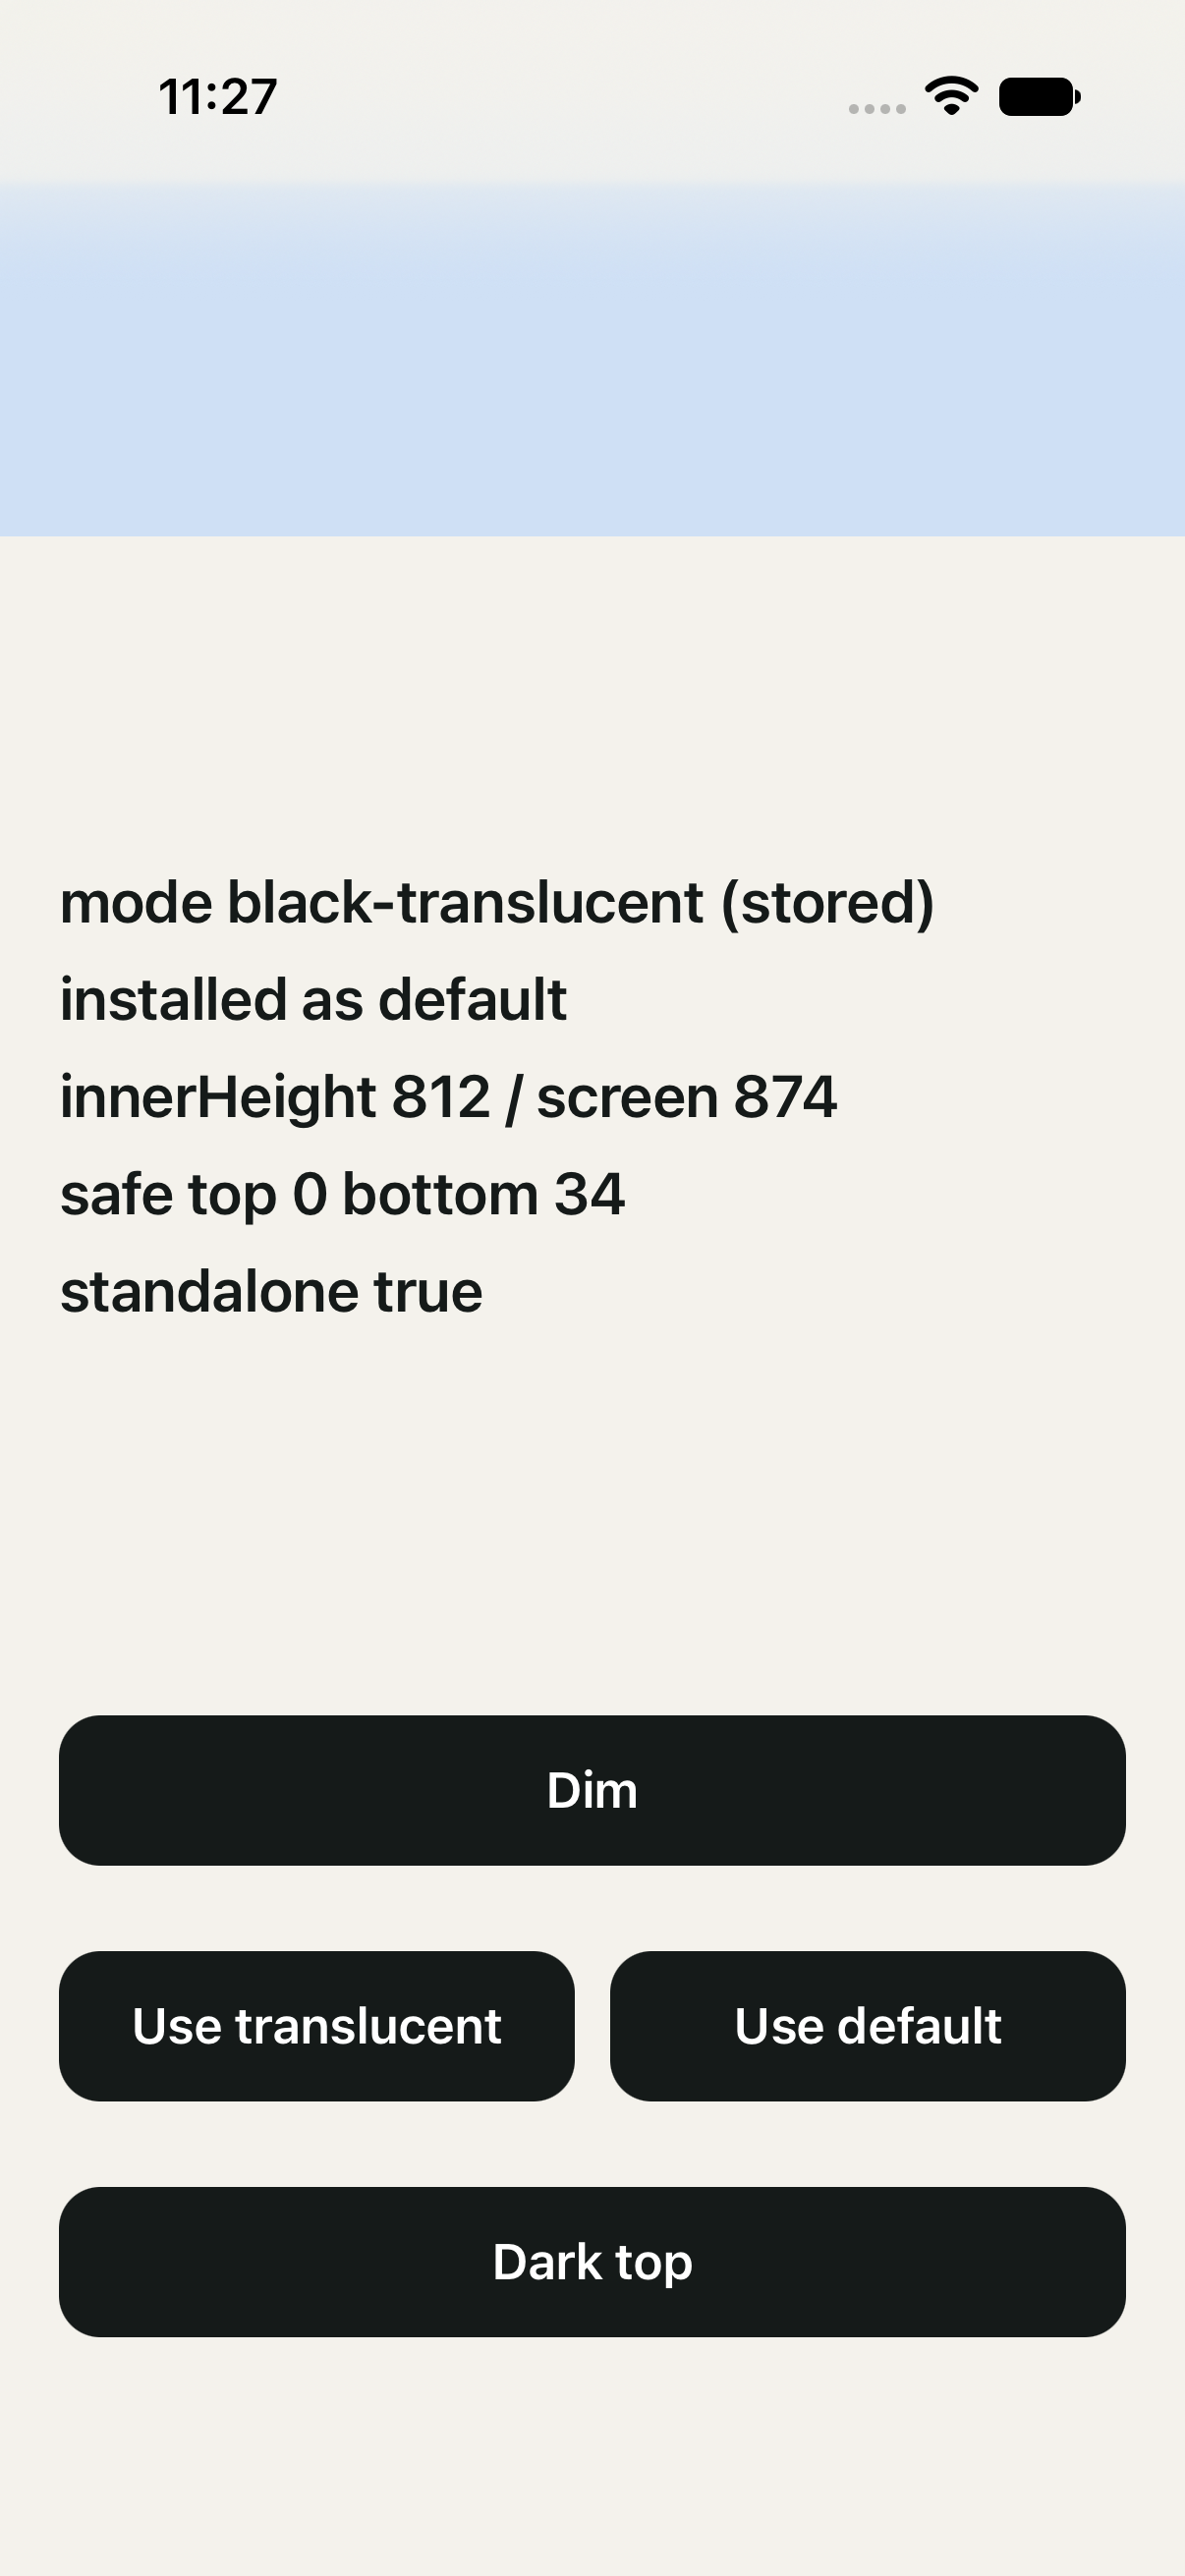 11:27
mode black-translucent (stored)
installed as default
innerHeight 812 / screen 874
safe top 0 bottom 34
standalone true
Dim
Use translucent
Use default
Dark top